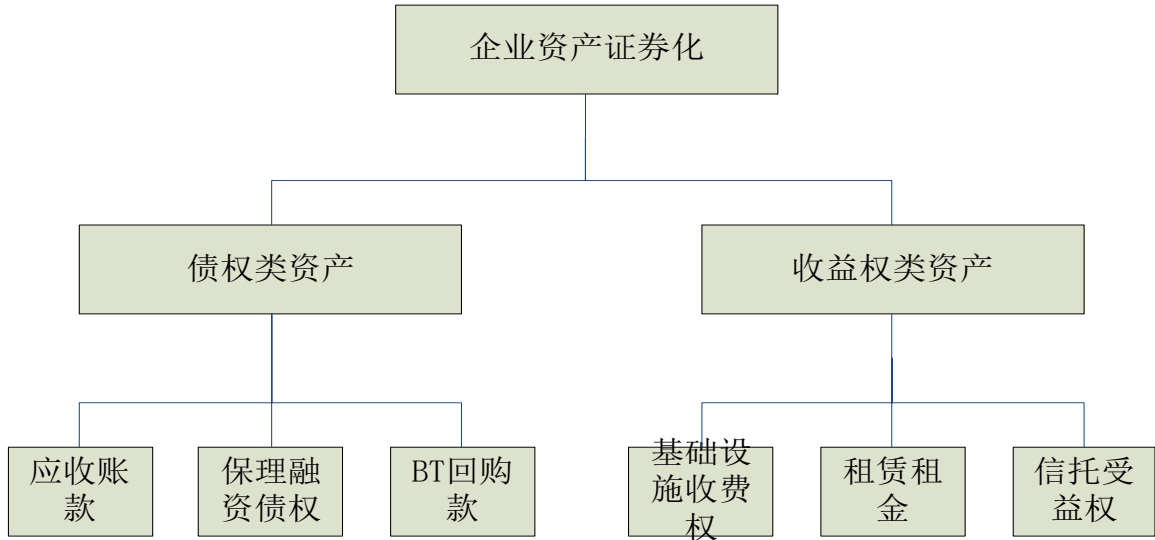 企业资产证券化
债权类资产
收益权类资产
应收账
款
保理融
资债权
BT回购
款
基础设
施收费
权
租赁租
金
信托受
益权